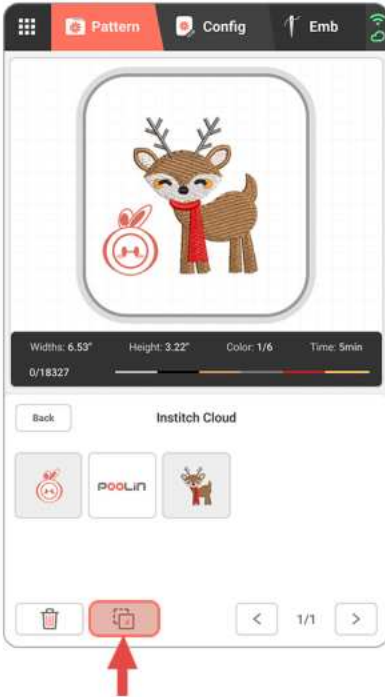 Pattern Config Emb
Widths: 6.53" Height: 3.22" Color: 1/6 Time: 5min
0/18327
Back Institch Cloud
POOLIN
< 1/1 >